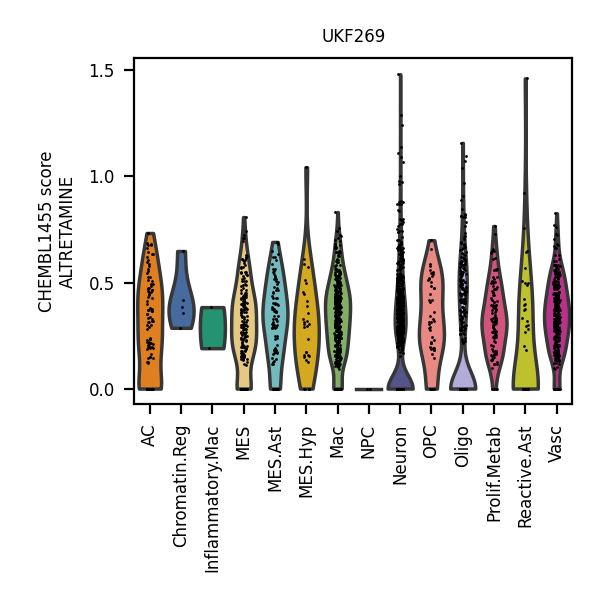 UKF269
CHEMBL1455 score
ALTRETAMINE
1.5
1.0
0.5
0.0
AC
Chromatin.Reg
Inflammatory.Mac
MES
MES.Ast
MES.Hyp
Mac
NPC
Neuron
OPC
Oligo
Prolif.Metab
Reactive.Ast
Vasc